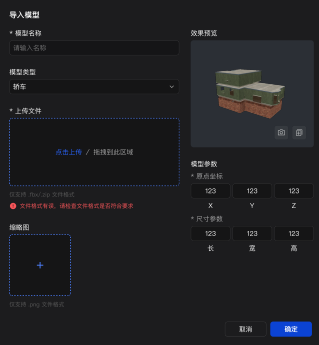 导入模型
* 模型名称
请输入名称
模型类型
轿车
* 上传文件
点击上传 / 拖拽到此区域
仅支持 .fbx/.zip 文件格式
文件格式有误，请检查文件格式是否符合要求
缩略图
仅支持 .png 文件格式
效果预览
模型参数
* 原点坐标
123 123 123
X Y Z
* 尺寸参数
123 123 123
长 宽 高
取消 确定